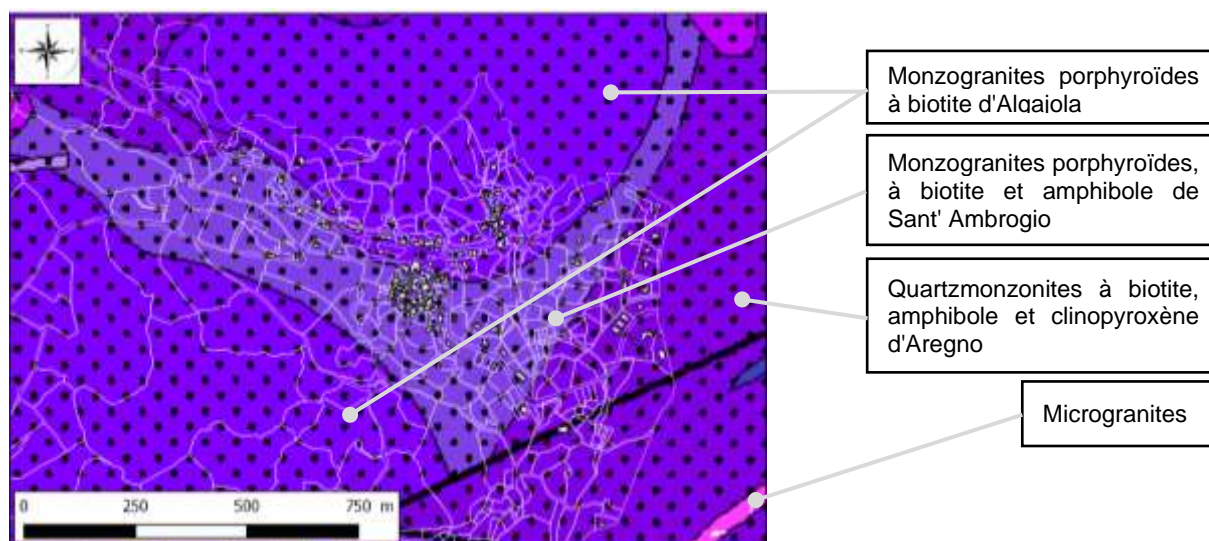 Monzogranites porphyroïdes
à biotite d'Algajola
Monzogranites porphyroïdes,
à biotite et amphibole de
Sant' Ambrogio
Quartzmonzonites à biotite,
amphibole et clinopyroxène
d'Aregno
Microgranites
0 250 500 750 m